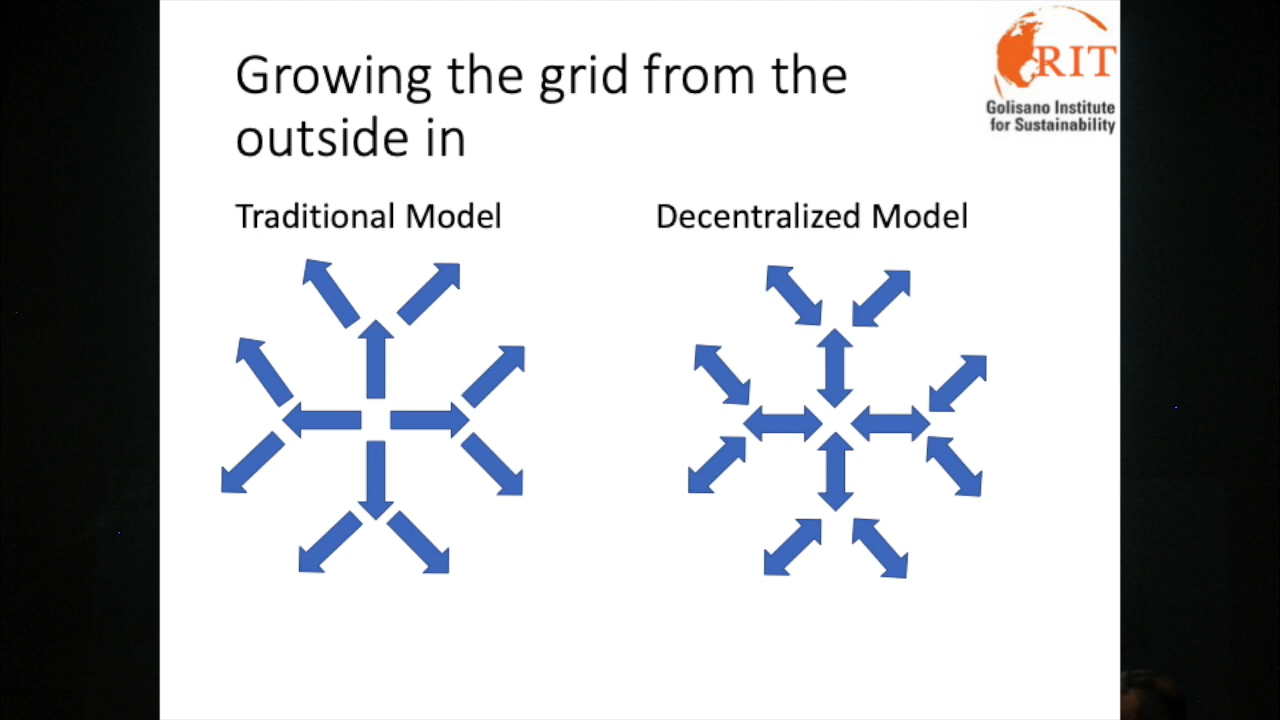 Growing the grid from the
outside in
RIT
Golisano Institute
for Sustainability
Traditional Model
Decentralized Model